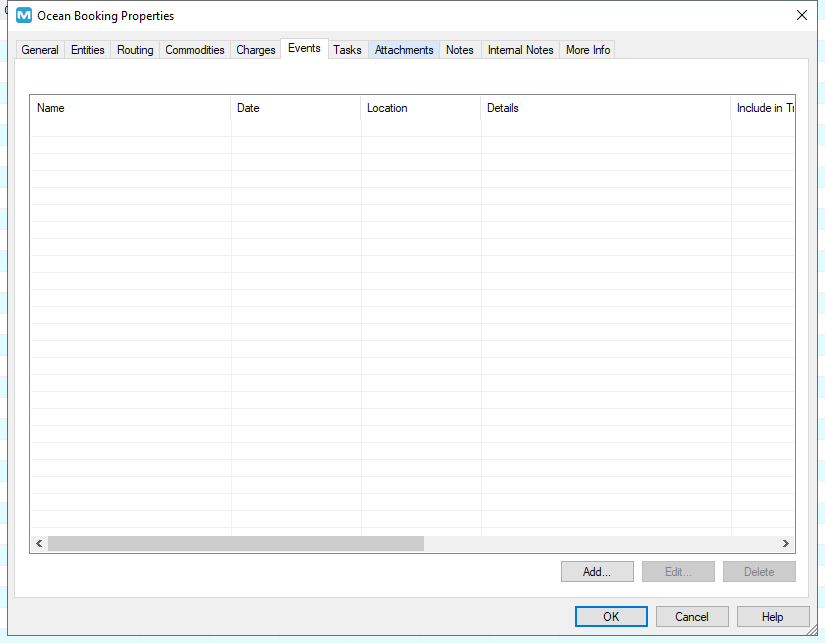 Ocean Booking Properties
General Entities Routing Commodities Charges Events Tasks Attachments Notes Internal Notes More Info
Name Date Location Details Include in Tr
Add... Edit... Delete
OK Cancel Help